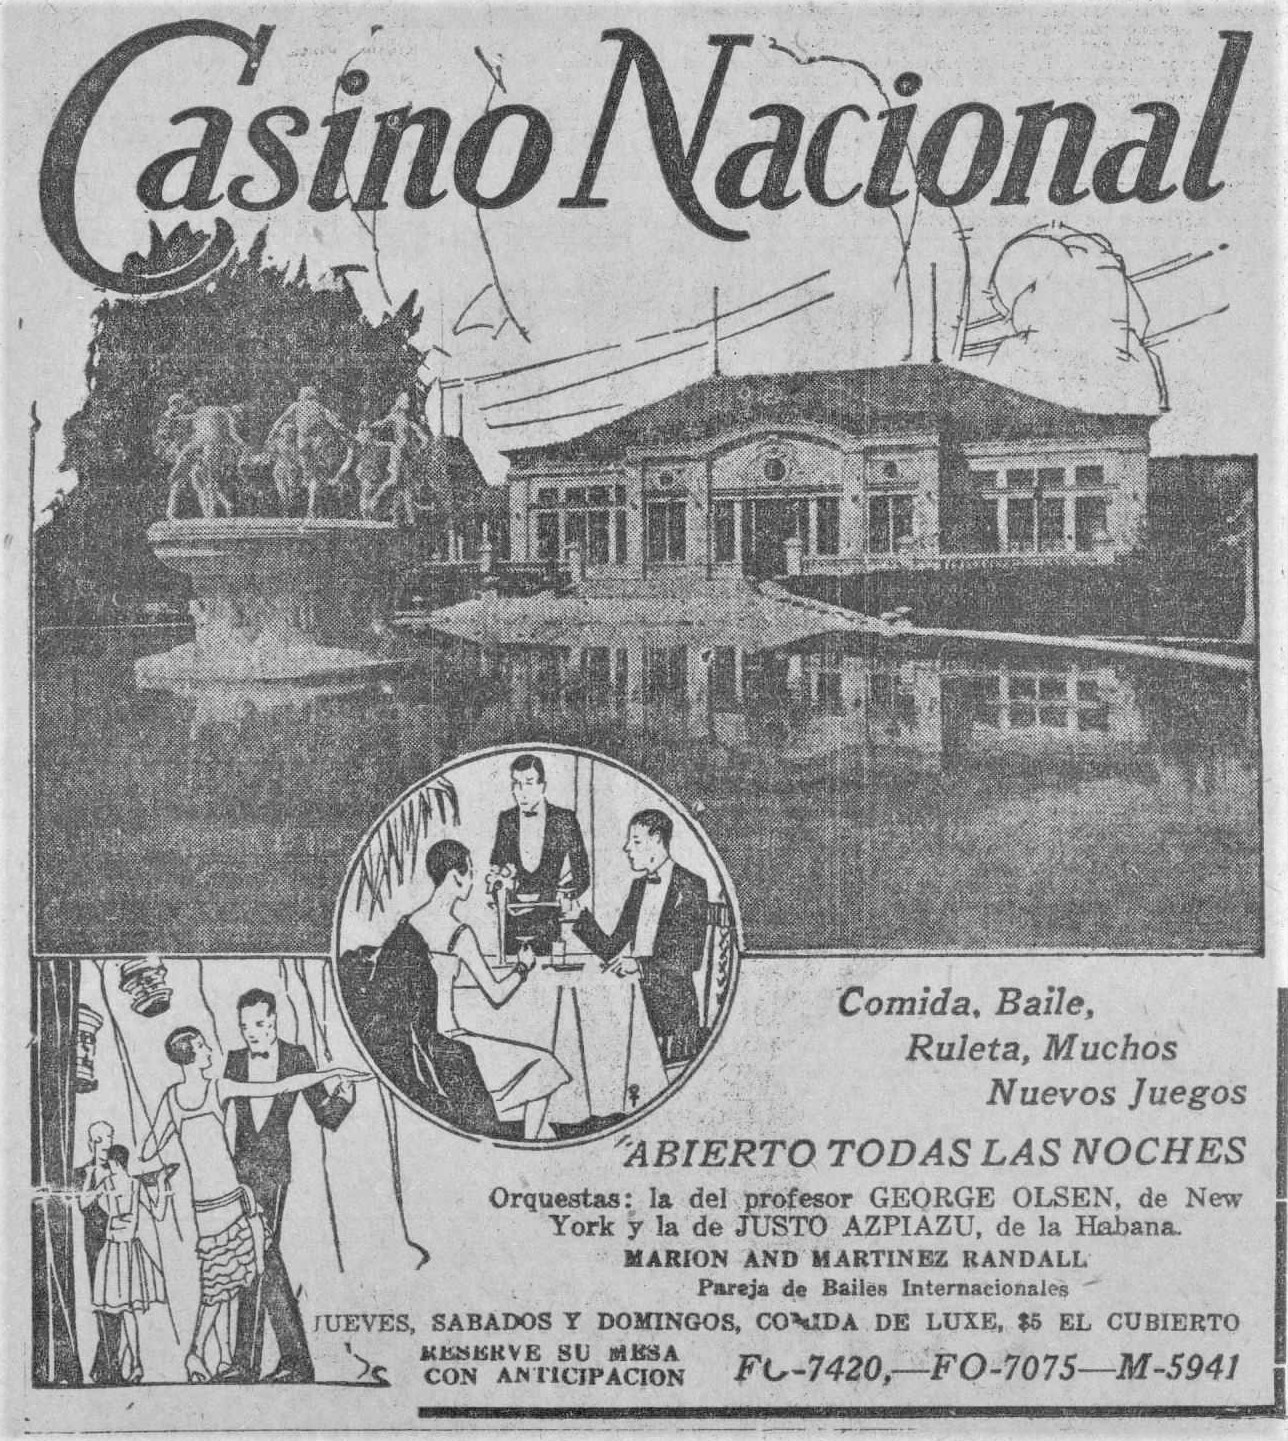 Casino Nacional
Comida, Baile,
Ruleta, Muchos
Nuevos Juegos
ABIERTO TODAS LAS NOCHES
Orquestas: la del profesor GEORGE OLSEN, de New
York y la de JUSTO AZPIAZU, de la Habana.
MARION AND MARTINEZ RANDALL
Pareja de Bailes Internacionales
JUEVES, SABADOS Y DOMINGOS, COMIDA DE LUXE, $5 EL CUBIERTO
RESERVE SU MESA
CON ANTICIPACION
FO-7420,—FO-7075—M-5941